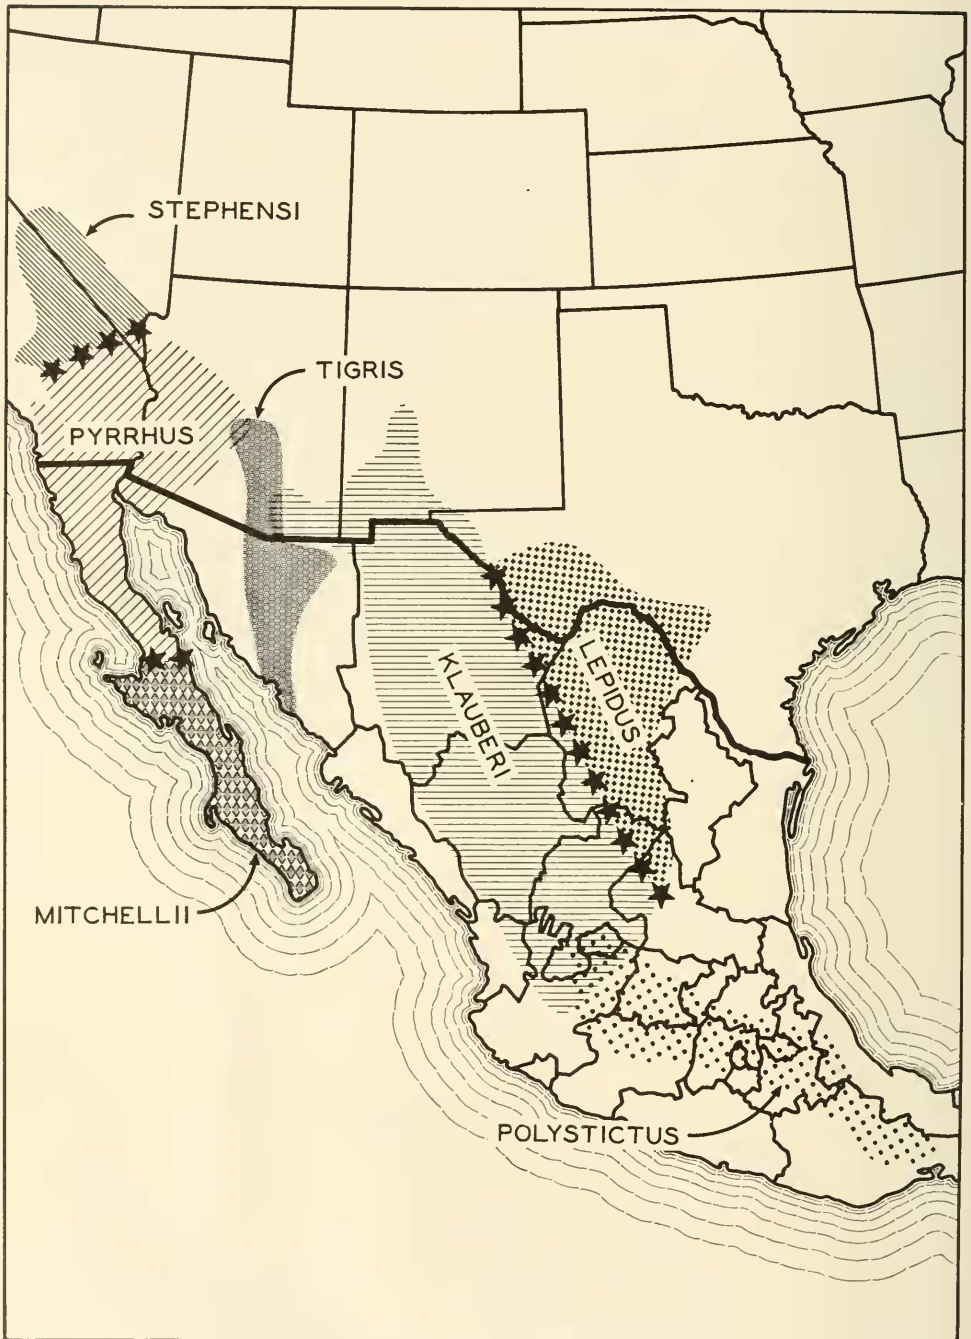 STEPHENSI
TIGRIS
PYRRHUS
LEPIDUS
KLAUBERI
MITCHELLII
POLYSTICTUS